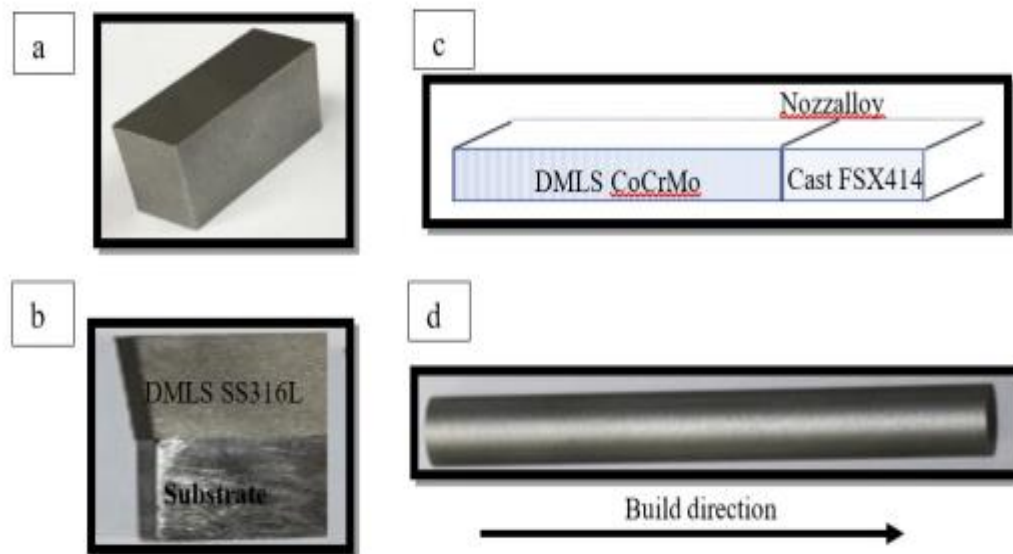 a
c
Nozzalloy
DMLS CoCrMo
Cast FSX414
b
d
DMLS SS316L
Substrate
Build direction